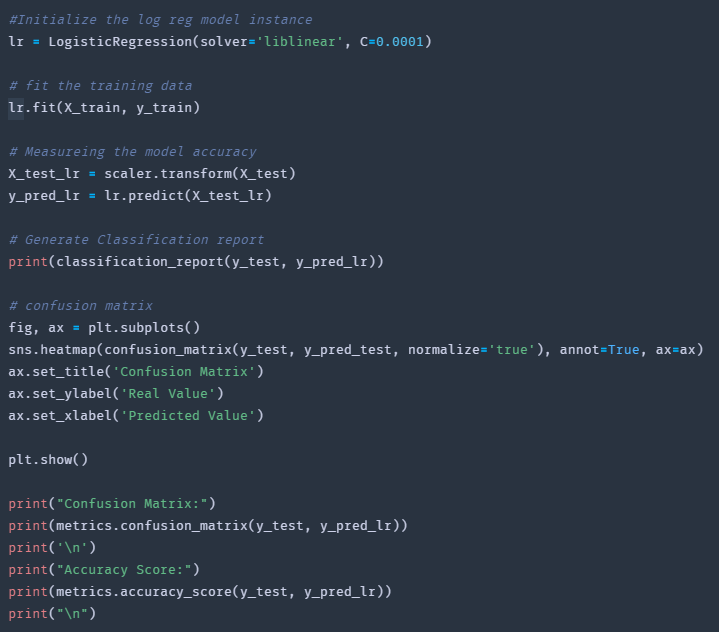 #Initialize the log reg model instance
lr = LogisticRegression(solver='liblinear', C=0.0001)
# fit the training data
lr.fit(X_train, y_train)
# Measureing the model accuracy
X_test_lr = scaler.transform(X_test)
y_pred_lr = lr.predict(X_test_lr)
# Generate Classification report
print(classification_report(y_test, y_pred_lr))
# confusion matrix
fig, ax = plt.subplots()
sns.heatmap(confusion_matrix(y_test, y_pred_test, normalize='true'), annot=True, ax=ax)
ax.set_title('Confusion Matrix')
ax.set_ylabel('Real Value')
ax.set_xlabel('Predicted Value')
plt.show()
print("Confusion Matrix:")
print(metrics.confusion_matrix(y_test, y_pred_lr))
print('\n')
print("Accuracy Score:")
print(metrics.accuracy_score(y_test, y_pred_lr))
print("\n")